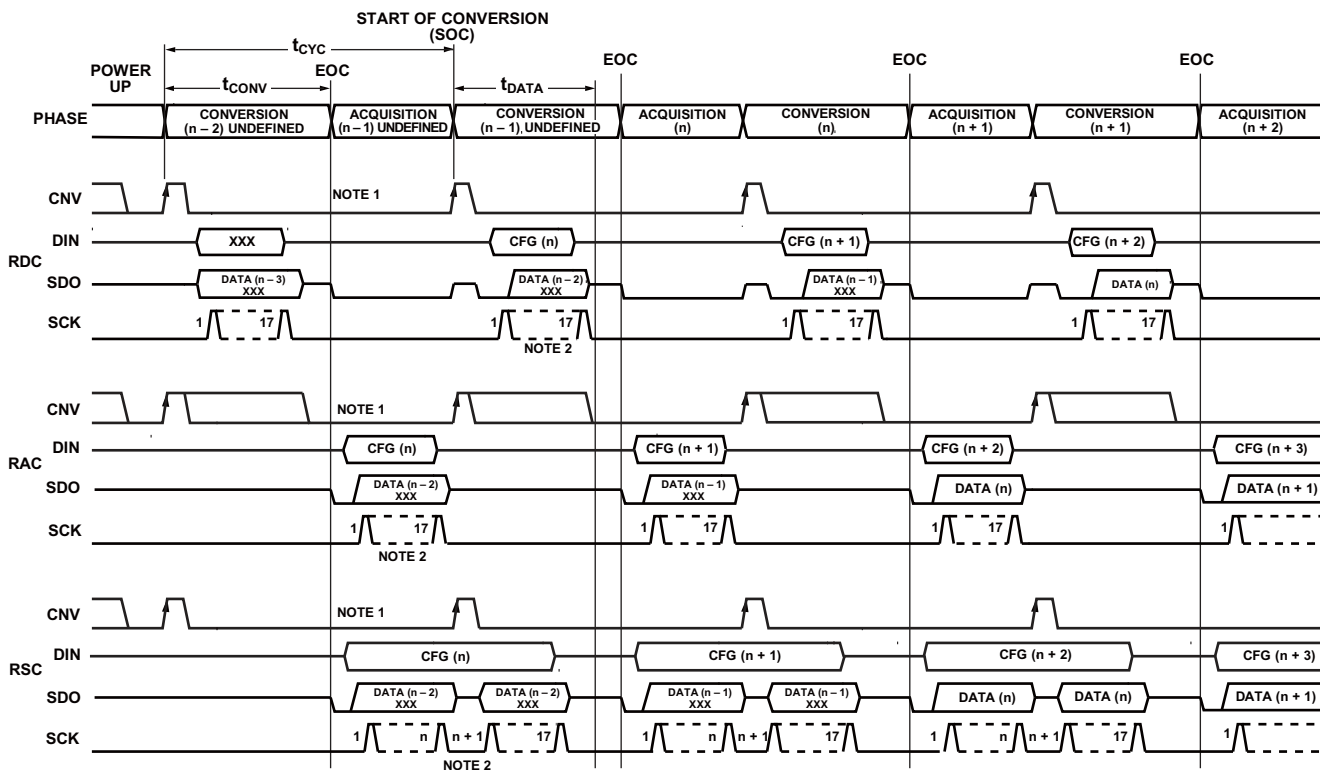 START OF CONVERSION
(SOC)
tCYC
POWER
UP
EOC
EOC
EOC
EOC
tCONV
tDATA
PHASE
CONVERSION
(n – 2) UNDEFINED
ACQUISITION
(n – 1) UNDEFINED
CONVERSION
(n – 1) UNDEFINED
ACQUISITION
(n)
CONVERSION
(n)
ACQUISITION
(n + 1)
CONVERSION
(n + 1)
ACQUISITION
(n + 2)
CNV
NOTE 1
RDC
DIN
XXX
CFG (n)
CFG (n + 1)
CFG (n + 2)
SDO
DATA (n – 3)
XXX
DATA (n – 2)
XXX
DATA (n – 1)
XXX
DATA (n)
SCK
1 17
1 17
1 17
1 17
NOTE 2
CNV
NOTE 1
RAC
DIN
CFG (n)
CFG (n + 1)
CFG (n + 2)
CFG (n + 3)
SDO
DATA (n – 2)
XXX
DATA (n – 1)
XXX
DATA (n)
DATA (n + 1)
SCK
1 17
1 17
1 17
1
NOTE 2
CNV
NOTE 1
RSC
DIN
CFG (n)
CFG (n + 1)
CFG (n + 2)
CFG (n + 3)
SDO
DATA (n – 2)
XXX
DATA (n – 2)
XXX
DATA (n – 1)
XXX
DATA (n – 1)
XXX
DATA (n)
DATA (n)
DATA (n + 1)
SCK
1 n n + 1 17
1 n n + 1 17
1 n n + 1 17
1
NOTE 2